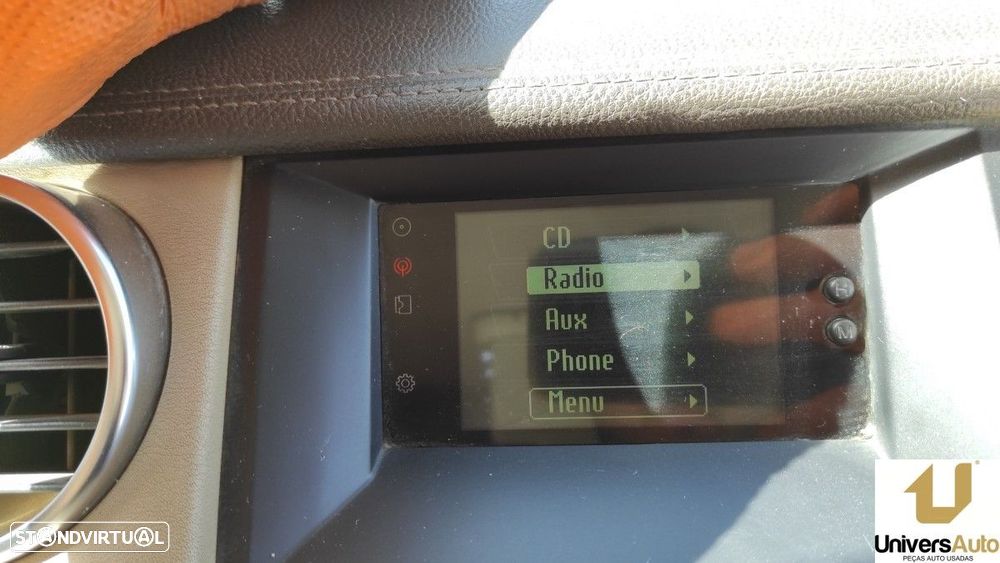 CD
Radio
Aux
Phone
Menu
H
M
STANDVIRTUAL
UniversAuto
PEÇAS AUTO USADAS